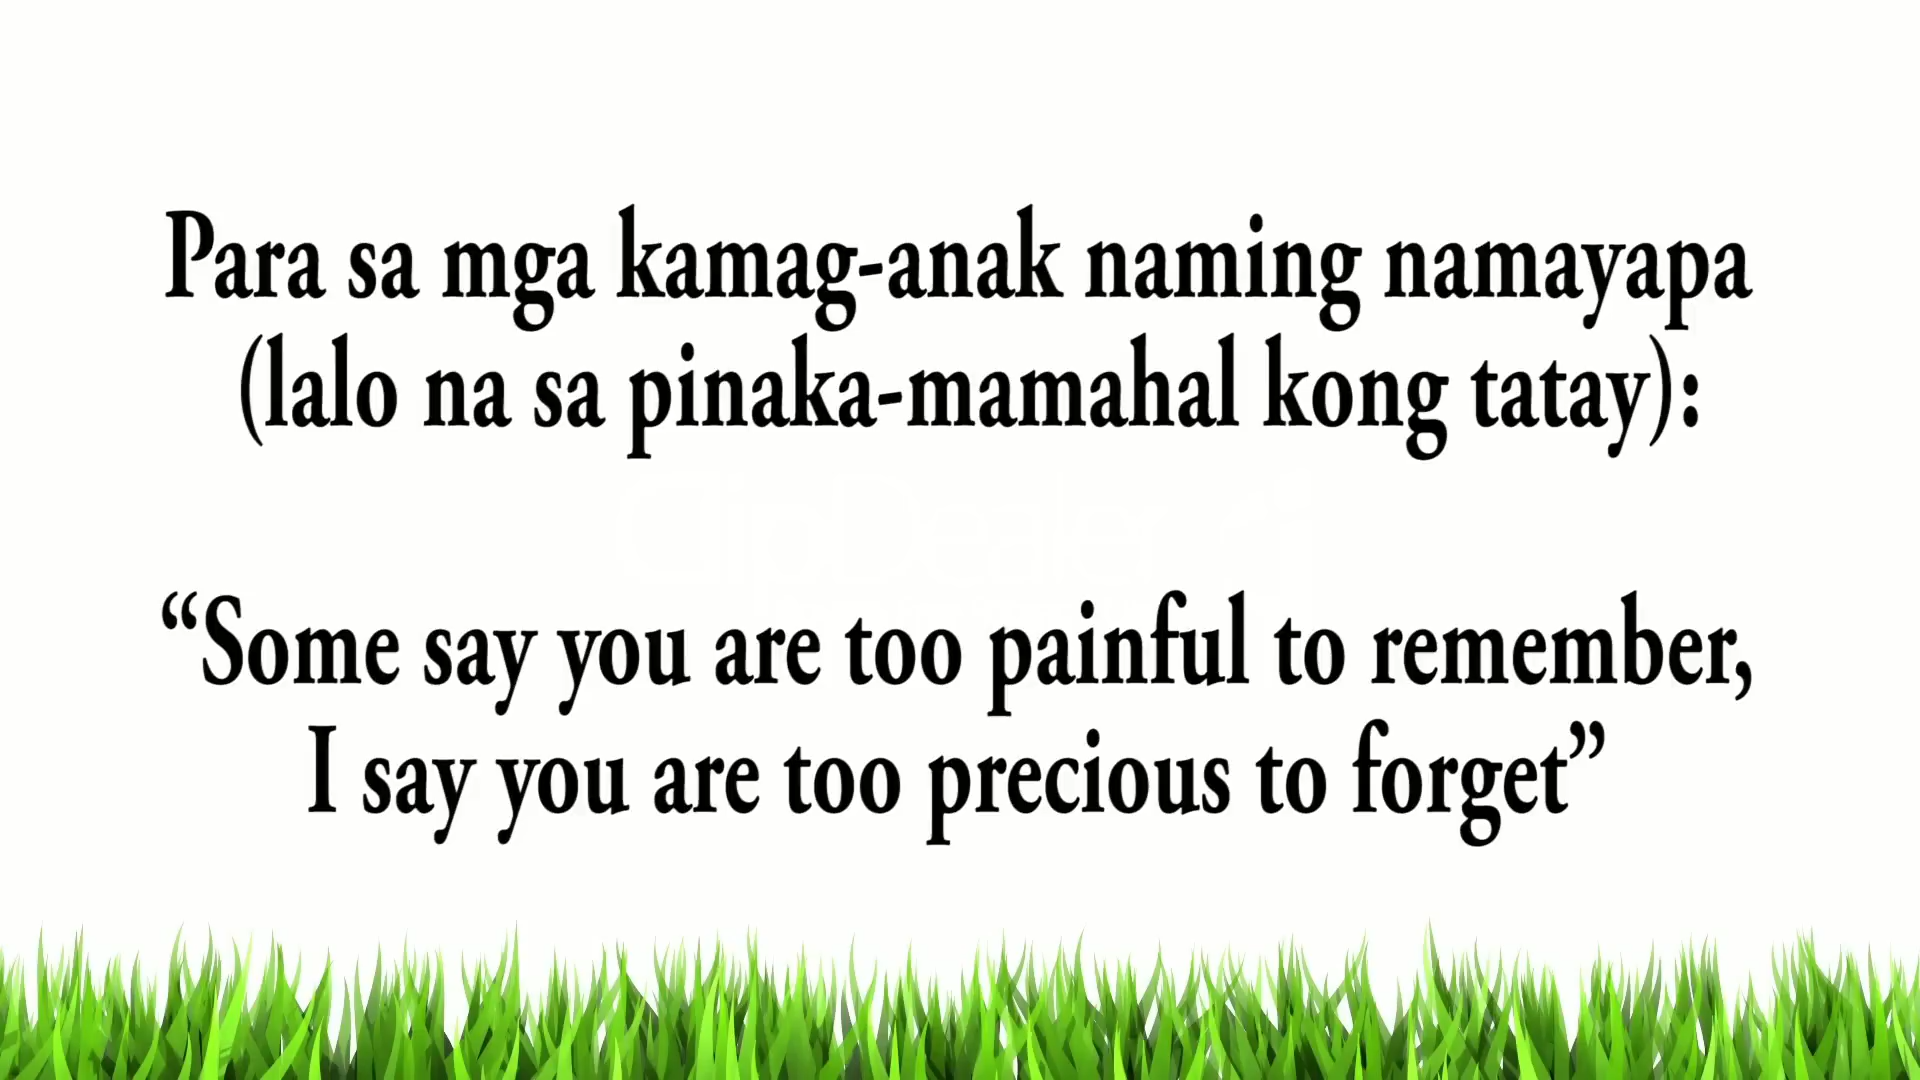 Para sa mga kamag-anak naming namayapa
(lalo na sa pinaka-mamahal kong tatay):
“Some say you are too painful to remember,
I say you are too precious to forget”